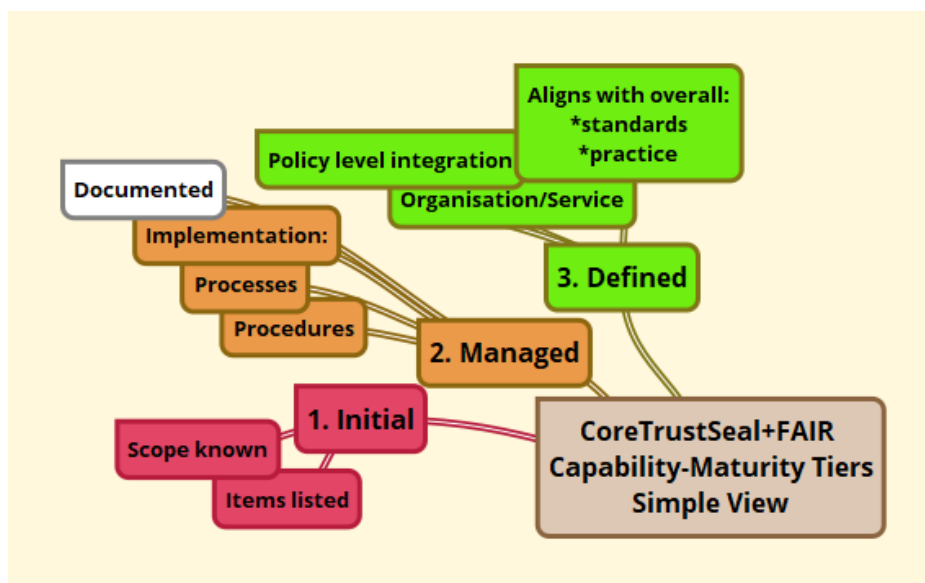 Aligns with overall:
*standards
*practice
Policy level integration
Organisation/Service
3. Defined
Documented
Implementation:
Processes
Procedures
2. Managed
1. Initial
Scope known
Items listed
CoreTrustSeal+FAIR
Capability-Maturity Tiers
Simple View